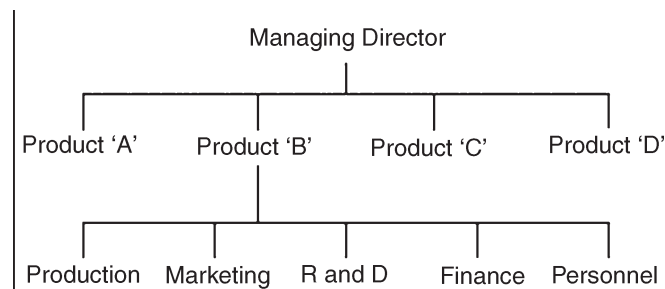 Managing Director
Product ‘A’ Product ‘B’ Product ‘C’ Product ‘D’
Production Marketing R and D Finance Personnel